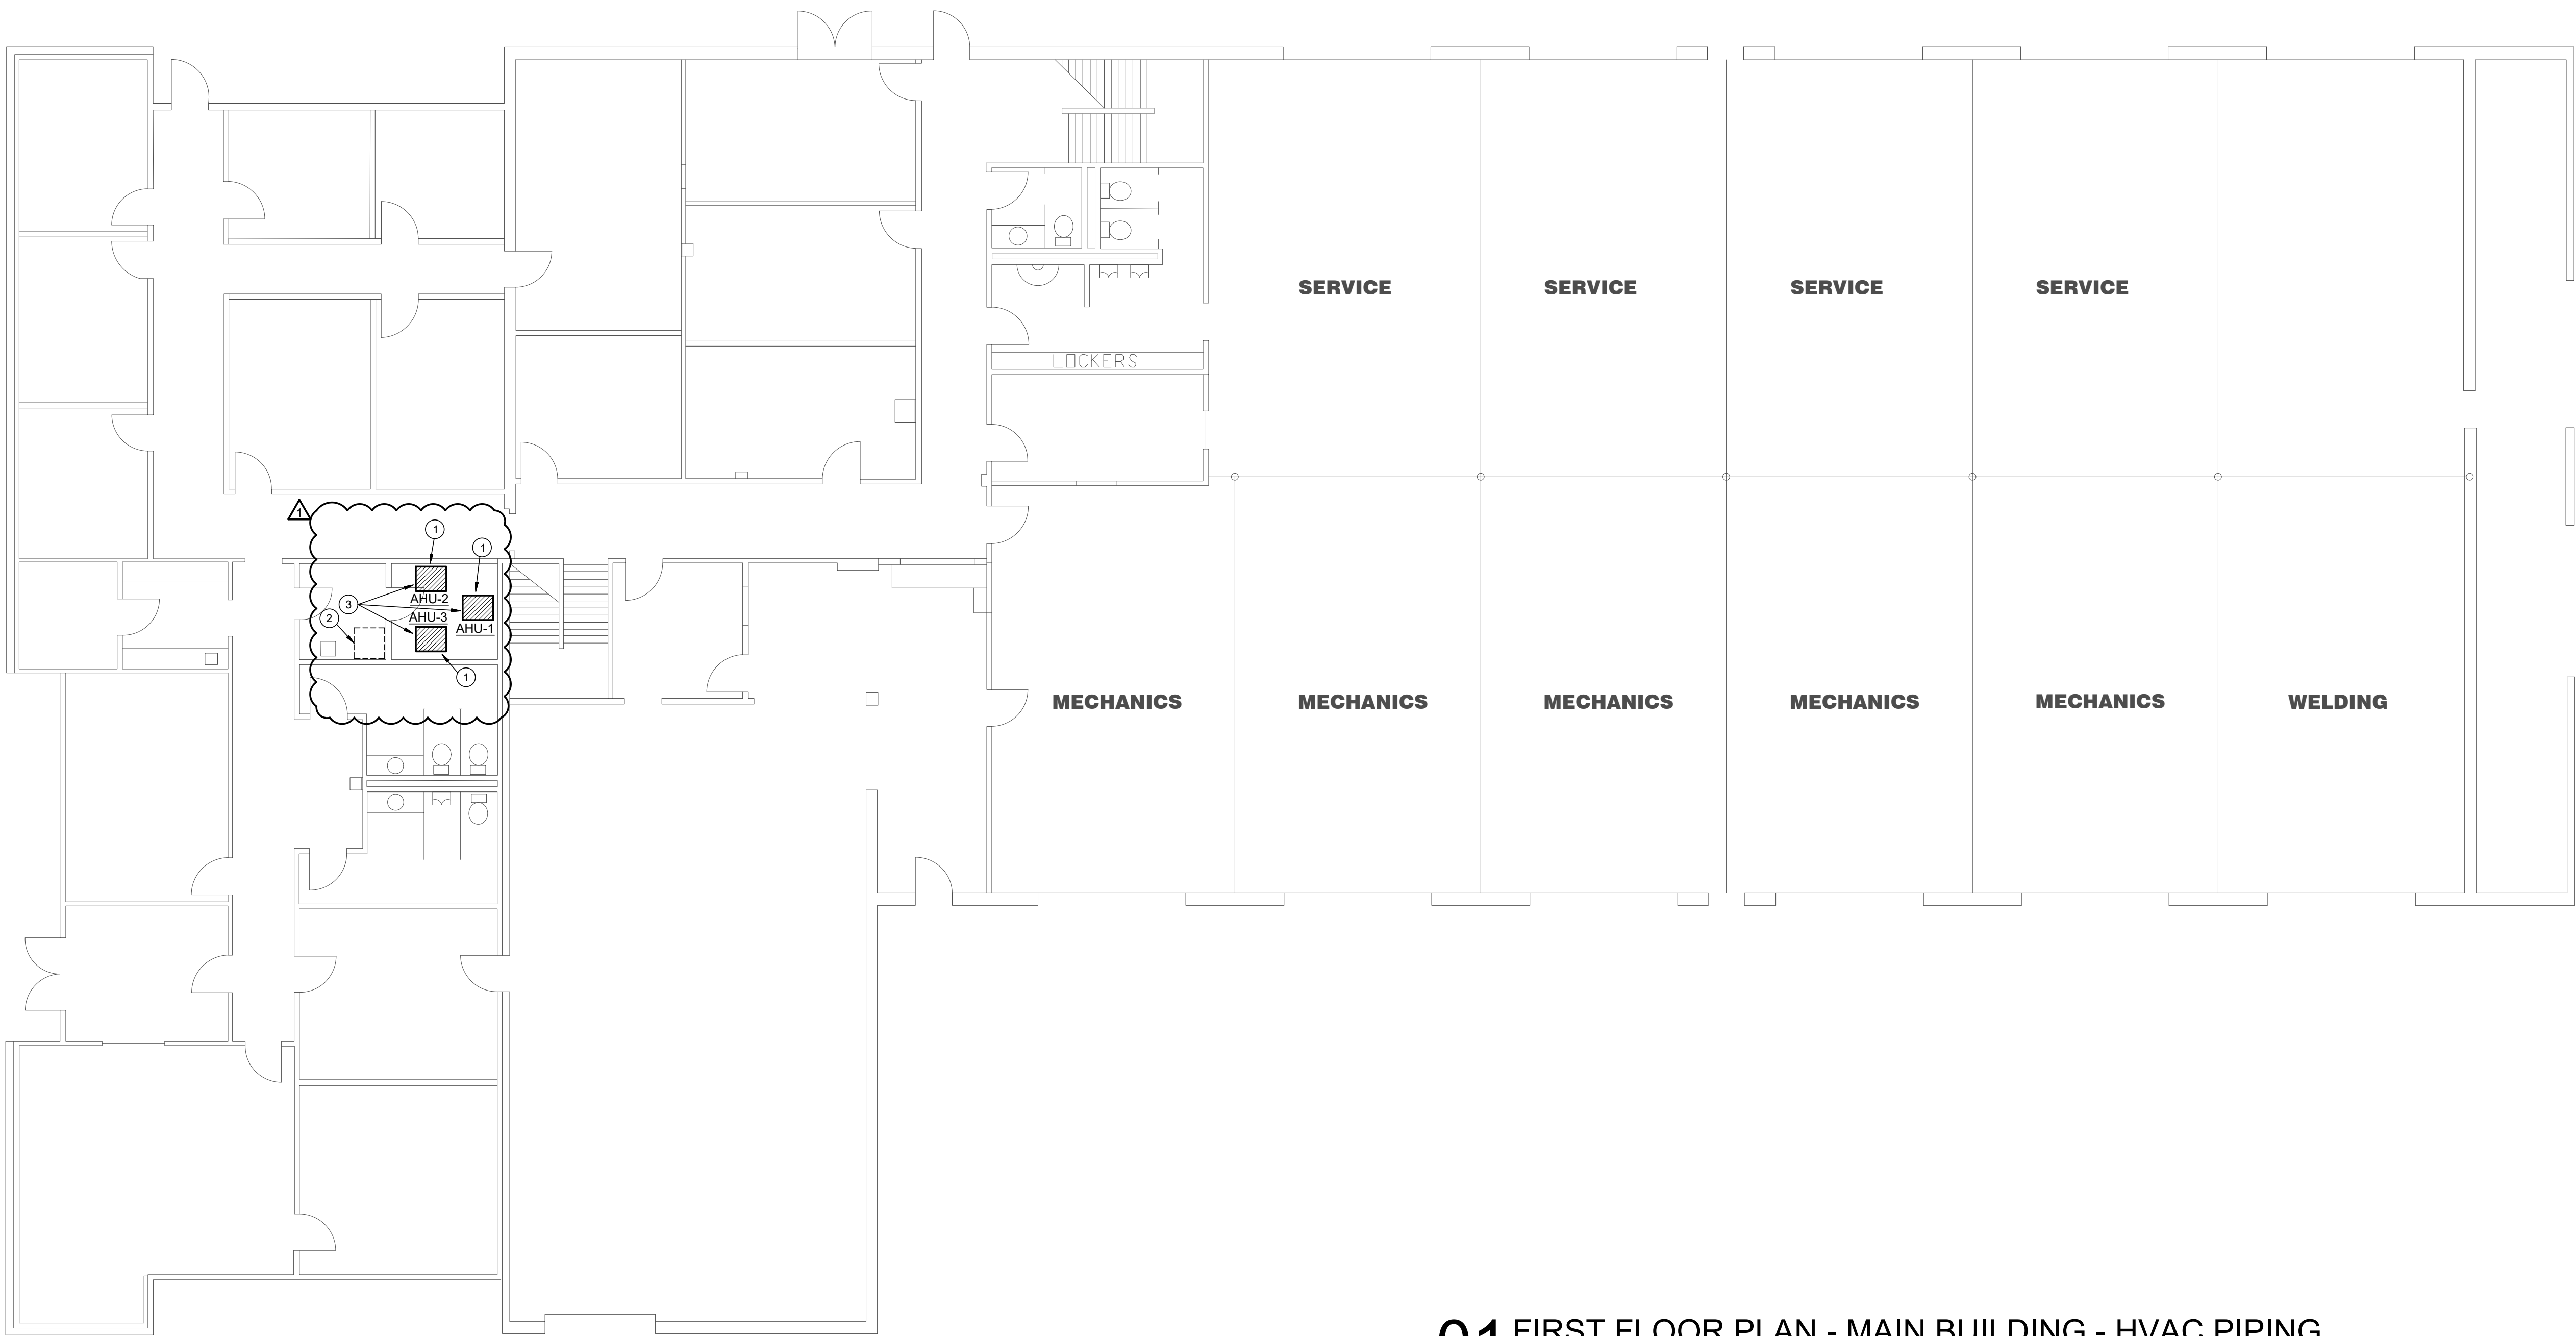 SERVICE
SERVICE
SERVICE
SERVICE
LOCKERS
1
1
1
3
AHU-2
2
AHU-3
AHU-1
1
MECHANICS
MECHANICS
MECHANICS
MECHANICS
MECHANICS
WELDING
01 FIRST FLOOR PLAN - MAIN BUILDING - HVAC PIPING